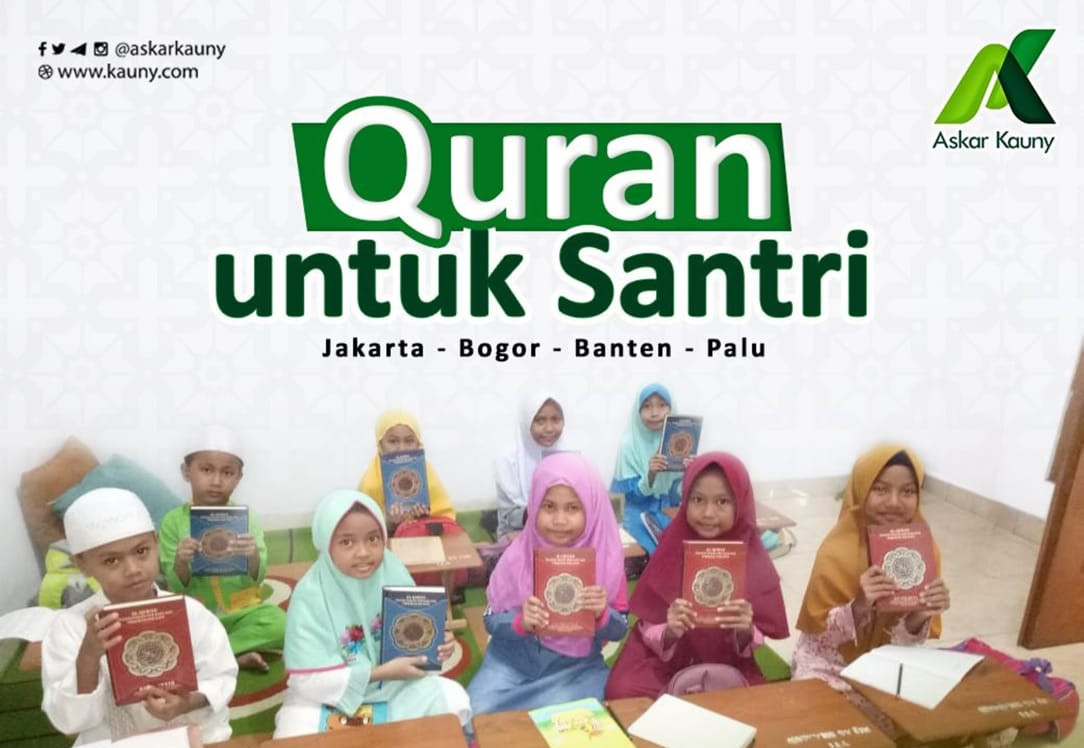 @askarkauny
www.kauny.com
Askar Kauny
Quran
untuk Santri
Jakarta - Bogor - Banten - Palu